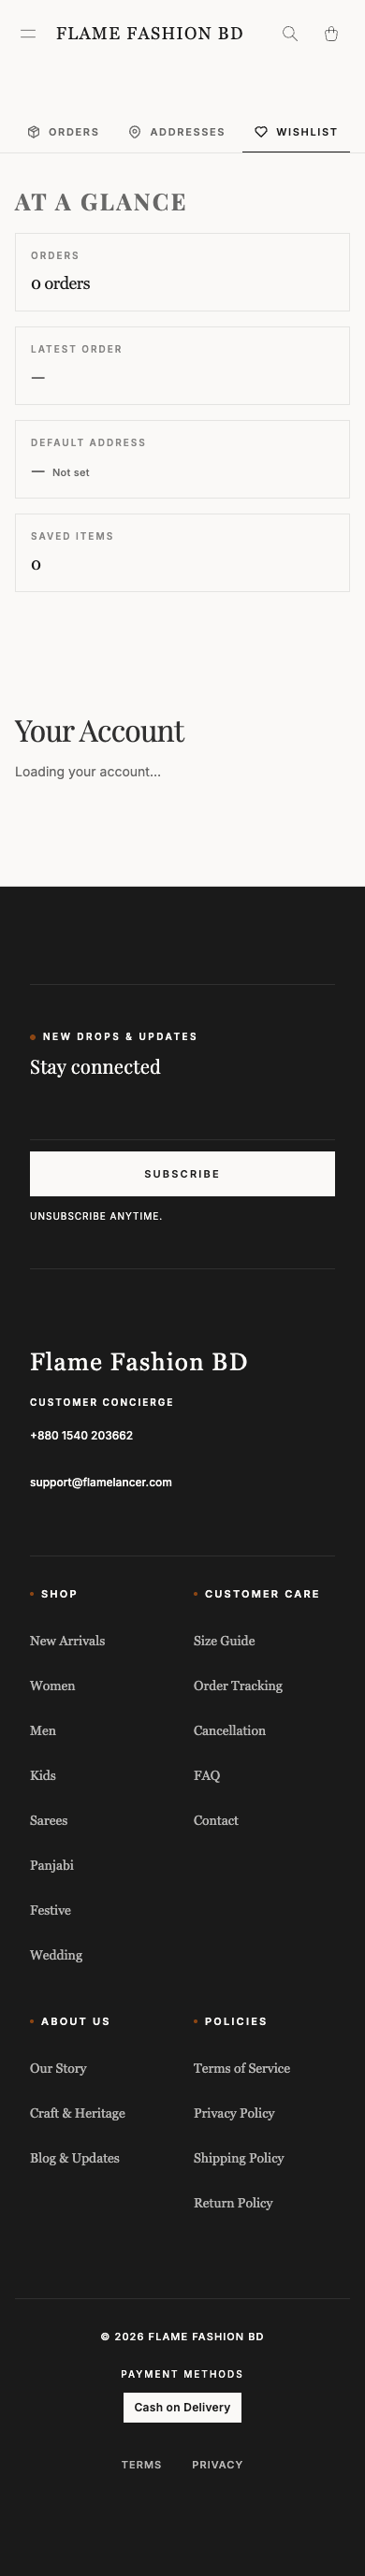 FLAME FASHION BD
ORDERS ADDRESSES WISHLIST
AT A GLANCE
ORDERS
0 orders
LATEST ORDER
—
DEFAULT ADDRESS
— Not set
SAVED ITEMS
0
Your Account
Loading your account...
NEW DROPS & UPDATES
Stay connected
SUBSCRIBE
UNSUBSCRIBE ANYTIME.
Flame Fashion BD
CUSTOMER CONCIERGE
+880 1540 203662
support@flamelancer.com
SHOP
New Arrivals
Women
Men
Kids
Sarees
Panjabi
Festive
Wedding
CUSTOMER CARE
Size Guide
Order Tracking
Cancellation
FAQ
Contact
ABOUT US
Our Story
Craft & Heritage
Blog & Updates
POLICIES
Terms of Service
Privacy Policy
Shipping Policy
Return Policy
© 2026 FLAME FASHION BD
PAYMENT METHODS
Cash on Delivery
TERMS PRIVACY